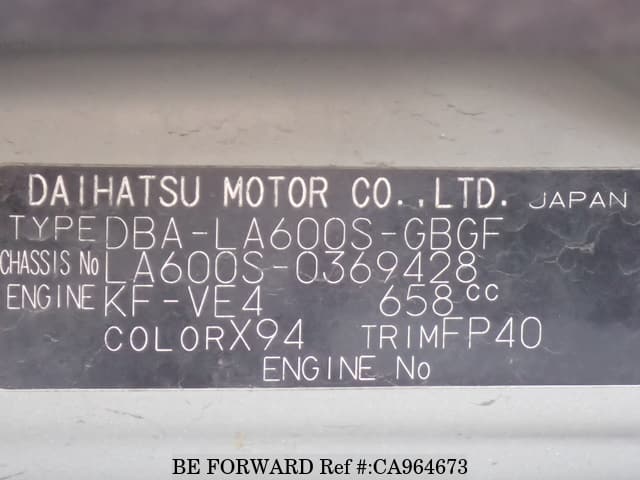 DAIHATSU MOTOR CO.,LTD. JAPAN
TYPE DBA-LA600S-GBGF
CHASSIS No LA600S-0369428
ENGINE KF-VE4 658cc
COLOR X94 TRIM FP40
ENGINE No
BE FORWARD Ref #:CA964673